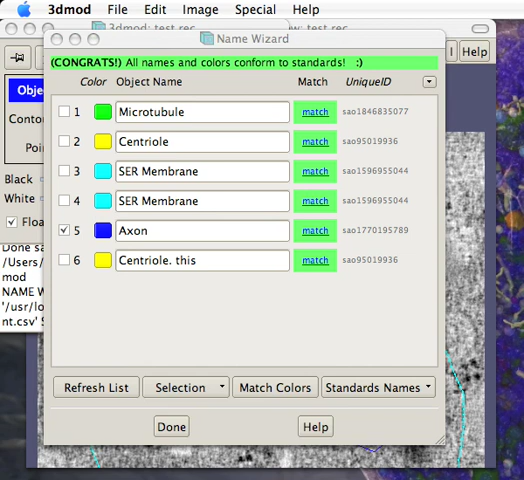 3dmod File Edit Image Special Help
3dmod: test rec
w: test.rec
Name Wizard
(CONGRATS!) All names and colors conform to standards! :)
Help
Color Object Name Match UniqueID
Obje
1 Microtubule match sao1846835077
Conto
2 Centriole match sao95019936
Poi
3 SER Membrane match sao1596955044
Black
White
4 SER Membrane match sao1596955044
Floa
5 Axon match sao1770195789
Done sa
/Users/
mod
6 Centriole. this match sao95019936
NAME W
'/usr/lo
nt.csv' S
Refresh List Selection Match Colors Standards Names
Done Help